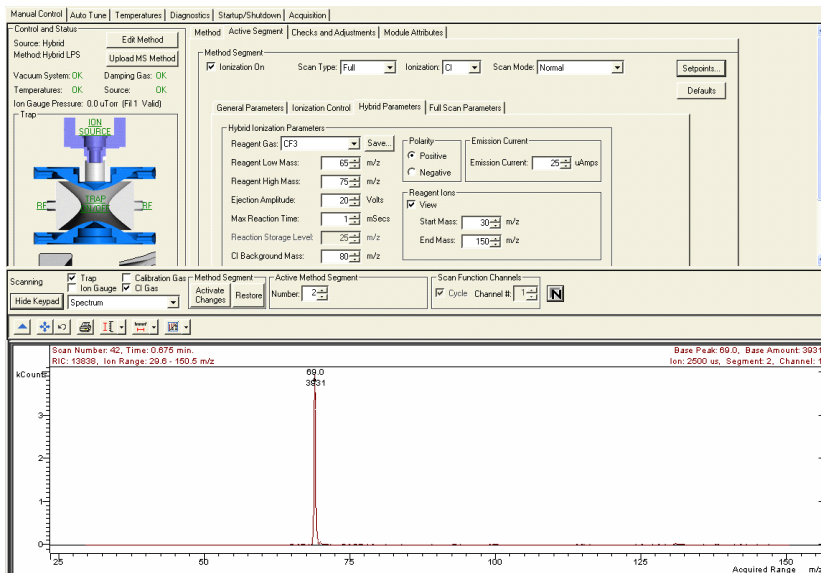 Manual Control Auto Tune Temperatures Diagnostics Startup/Shutdown Acquisition
Control and Status
Source: Hybrid
Method: Hybrid LPS
Edit Method
Upload MS Method
Vacuum System: OK Damping Gas: OK
Temperatures: OK Source: OK
Ion Gauge Pressure: 0.0 uTorr (Fil 1 Valid)
Trap
ION
SOURCE
RF
TRAP
RF
Method Active Segment Checks and Adjustments Module Attributes
Method Segment
Ionization On Scan Type: Full Ionization: CI Scan Mode: Normal Setpoints...
Defaults
General Parameters Ionization Control Hybrid Parameters Full Scan Parameters
Hybrid Ionization Parameters
Reagent Gas: CF3 Save...
Reagent Low Mass: 65 m/z
Reagent High Mass: 75 m/z
Ejection Amplitude: 20 Volts
Max Reaction Time: 1 mSecs
Reaction Storage Level: 25 m/z
CI Background Mass: 80 m/z
Polarity
Positive
Negative
Emission Current
Emission Current: 25 uAmps
Reagent Ions
View
Start Mass: 30 m/z
End Mass: 150 m/z
Scanning
Hide Keypad
Trap Calibration Gas
Ion Gauge CI Gas
Spectrum
Method Segment
Activate Changes Restore
Active Method Segment
Number: 2
Scan Function Channels
Cycle Channel #: 1
N
Scan Number: 42, Time: 0.675 min.
RIC: 13838, Ion Range: 29.6 - 150.5 m/z
Base Peak: 69.0, Base Amount: 3931
Ion: 2500 us, Segment: 2, Channel: 1
kCounts
69.0
3931
3
2
1
0
25 50 75 100 125 150
Acquired Range m/z